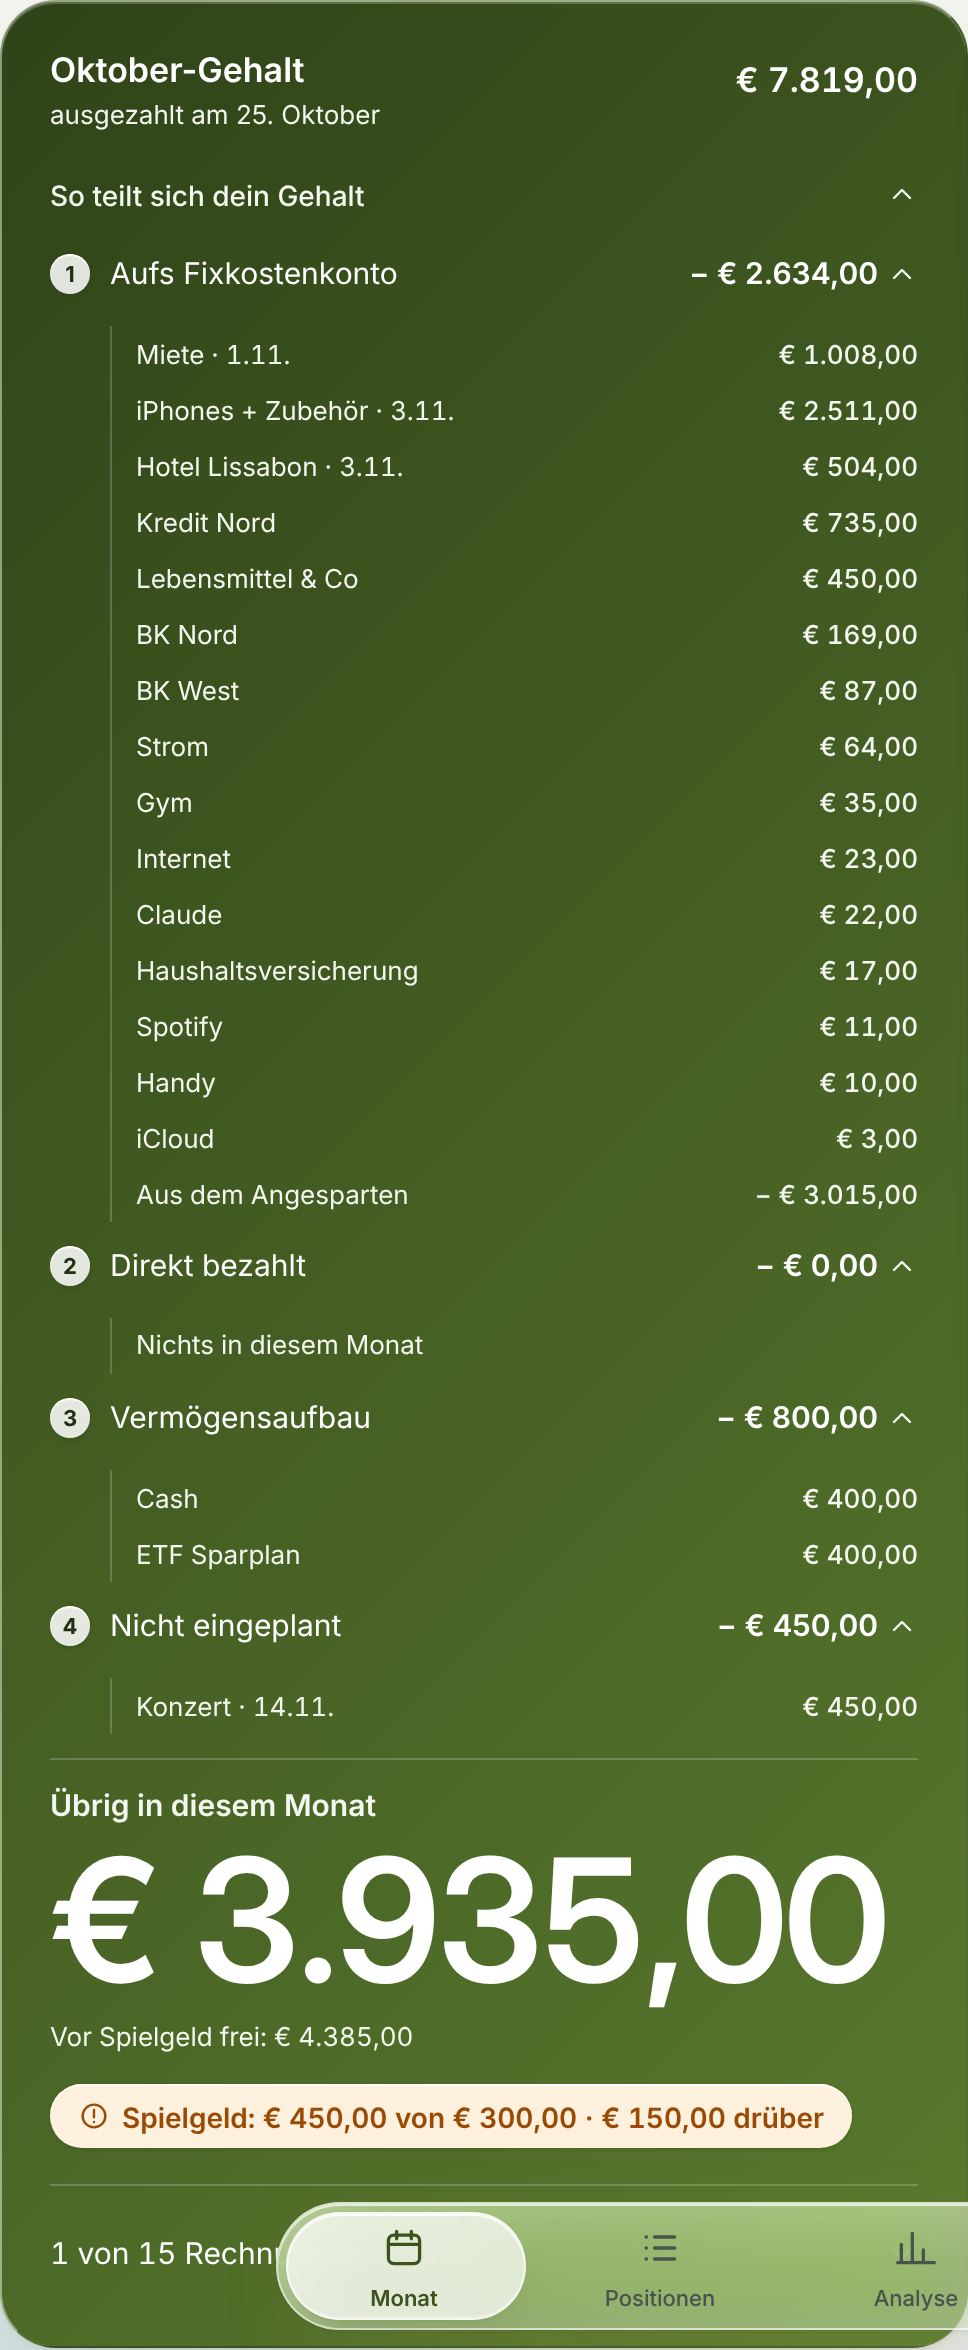 Oktober-Gehalt
€ 7.819,00
ausgezahlt am 25. Oktober
So teilt sich dein Gehalt
1 Aufs Fixkostenkonto – € 2.634,00
Miete · 1.11. € 1.008,00
iPhones + Zubehör · 3.11. € 2.511,00
Hotel Lissabon · 3.11. € 504,00
Kredit Nord € 735,00
Lebensmittel & Co € 450,00
BK Nord € 169,00
BK West € 87,00
Strom € 64,00
Gym € 35,00
Internet € 23,00
Claude € 22,00
Haushaltsversicherung € 17,00
Spotify € 11,00
Handy € 10,00
iCloud € 3,00
Aus dem Angesparten – € 3.015,00
2 Direkt bezahlt – € 0,00
Nichts in diesem Monat
3 Vermögensaufbau – € 800,00
Cash € 400,00
ETF Sparplan € 400,00
4 Nicht eingeplant – € 450,00
Konzert · 14.11. € 450,00
Übrig in diesem Monat
€ 3.935,00
Vor Spielgeld frei: € 4.385,00
Spielgeld: € 450,00 von € 300,00 · € 150,00 drüber
1 von 15
Monat Positionen Analyse